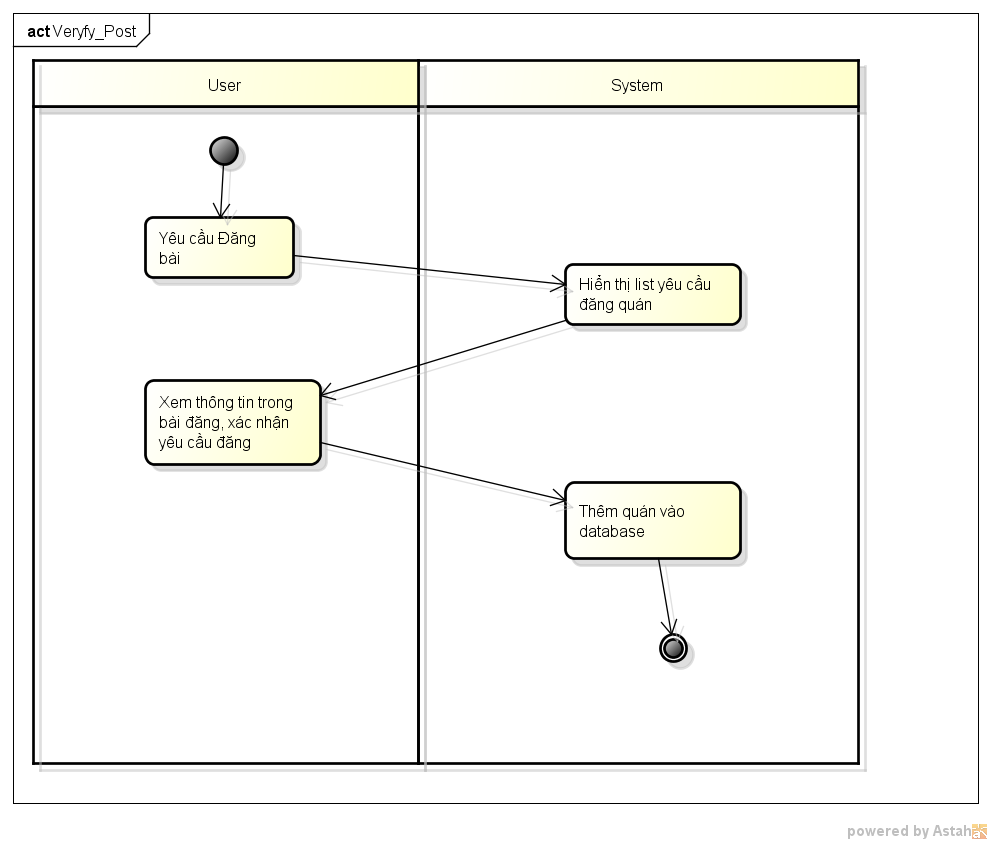 act Veryfy_Post
User
System
Yêu cầu Đăng
bài
Hiển thị list yêu cầu
đăng quán
Xem thông tin trong
bài đăng, xác nhận
yêu cầu đăng
Thêm quán vào
database
powered by Astah